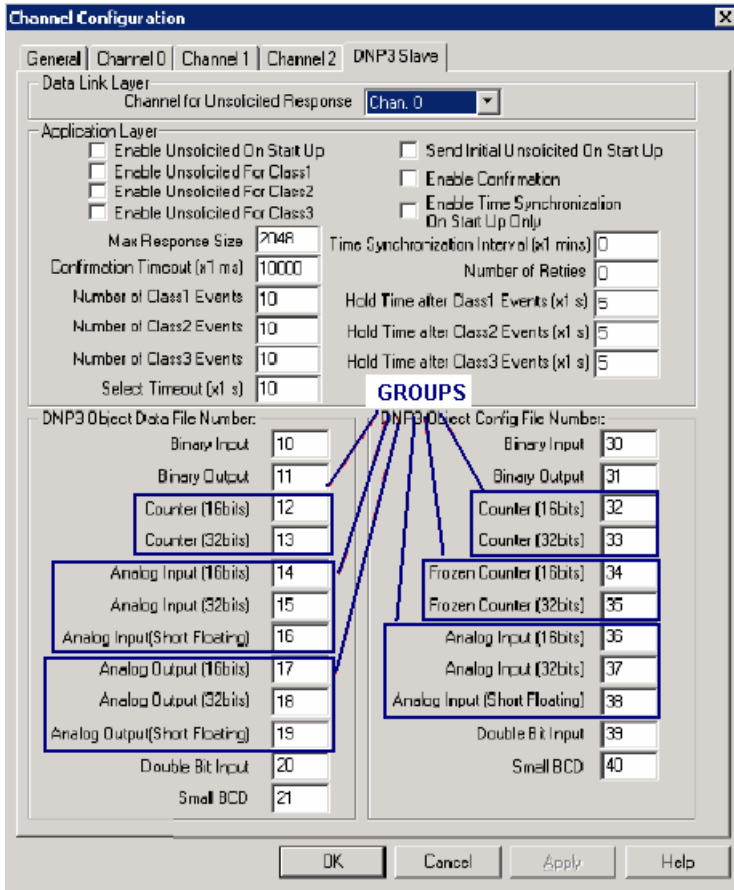 Channel Configuration
General Channel 0 Channel 1 Channel 2 DNP3 Slave
Data Link Layer
Channel for Unsolicited Response Chan. 0
Application Layer
Enable Unsolicited On Start Up
Enable Unsolicited For Class1
Enable Unsolicited For Class2
Enable Unsolicited For Class3
Send Initial Unsolicited On Start Up
Enable Confirmation
Enable Time Synchronization
On Start Up Only
Max Response Size 2048
Confirmation Timeout (x1 ms) 10000
Number of Class1 Events 10
Number of Class2 Events 10
Number of Class3 Events 10
Select Timeout (x1 s) 10
Time Synchronization Interval (x1 mins) 0
Number of Retries 0
Hold Time after Class1 Events (x1 s) 5
Hold Time after Class2 Events (x1 s) 5
Hold Time after Class3 Events (x1 s) 5
GROUPS
DNP3 Object Data File Number:
Binary Input 10
Binary Output 11
Counter (16bits) 12
Counter (32bits) 13
Analog Input (16bits) 14
Analog Input (32bits) 15
Analog Input(Short Floating) 16
Analog Output (16bits) 17
Analog Output (32bits) 18
Analog Output(Short Floating) 19
Double Bit Input 20
Small BCD 21
DNP3 Object Config File Number:
Binary Input 30
Binary Output 31
Counter (16bits) 32
Counter (32bits) 33
Frozen Counter (16bits) 34
Frozen Counter (32bits) 35
Analog Input (16bits) 36
Analog Input (32bits) 37
Analog Input (Short Floating) 38
Double Bit Input 39
Small BCD 40
OK Cancel Apply Help